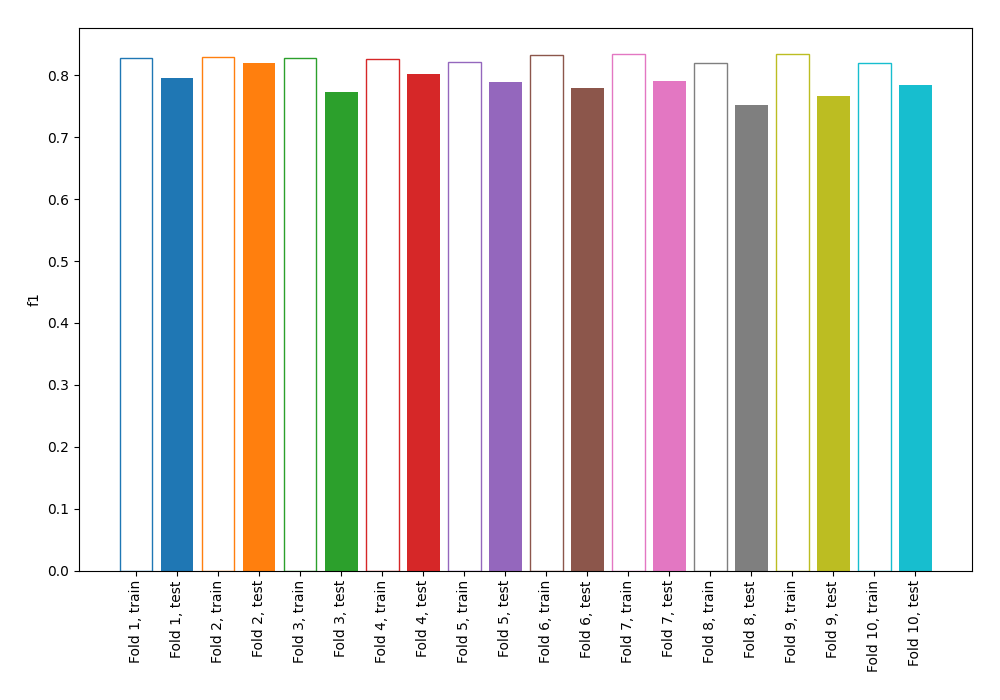 f1
0.8
0.7
0.6
0.5
0.4
0.3
0.2
0.1
0.0
Fold 1, train
Fold 1, test
Fold 2, train
Fold 2, test
Fold 3, train
Fold 3, test
Fold 4, train
Fold 4, test
Fold 5, train
Fold 5, test
Fold 6, train
Fold 6, test
Fold 7, train
Fold 7, test
Fold 8, train
Fold 8, test
Fold 9, train
Fold 9, test
Fold 10, train
Fold 10, test